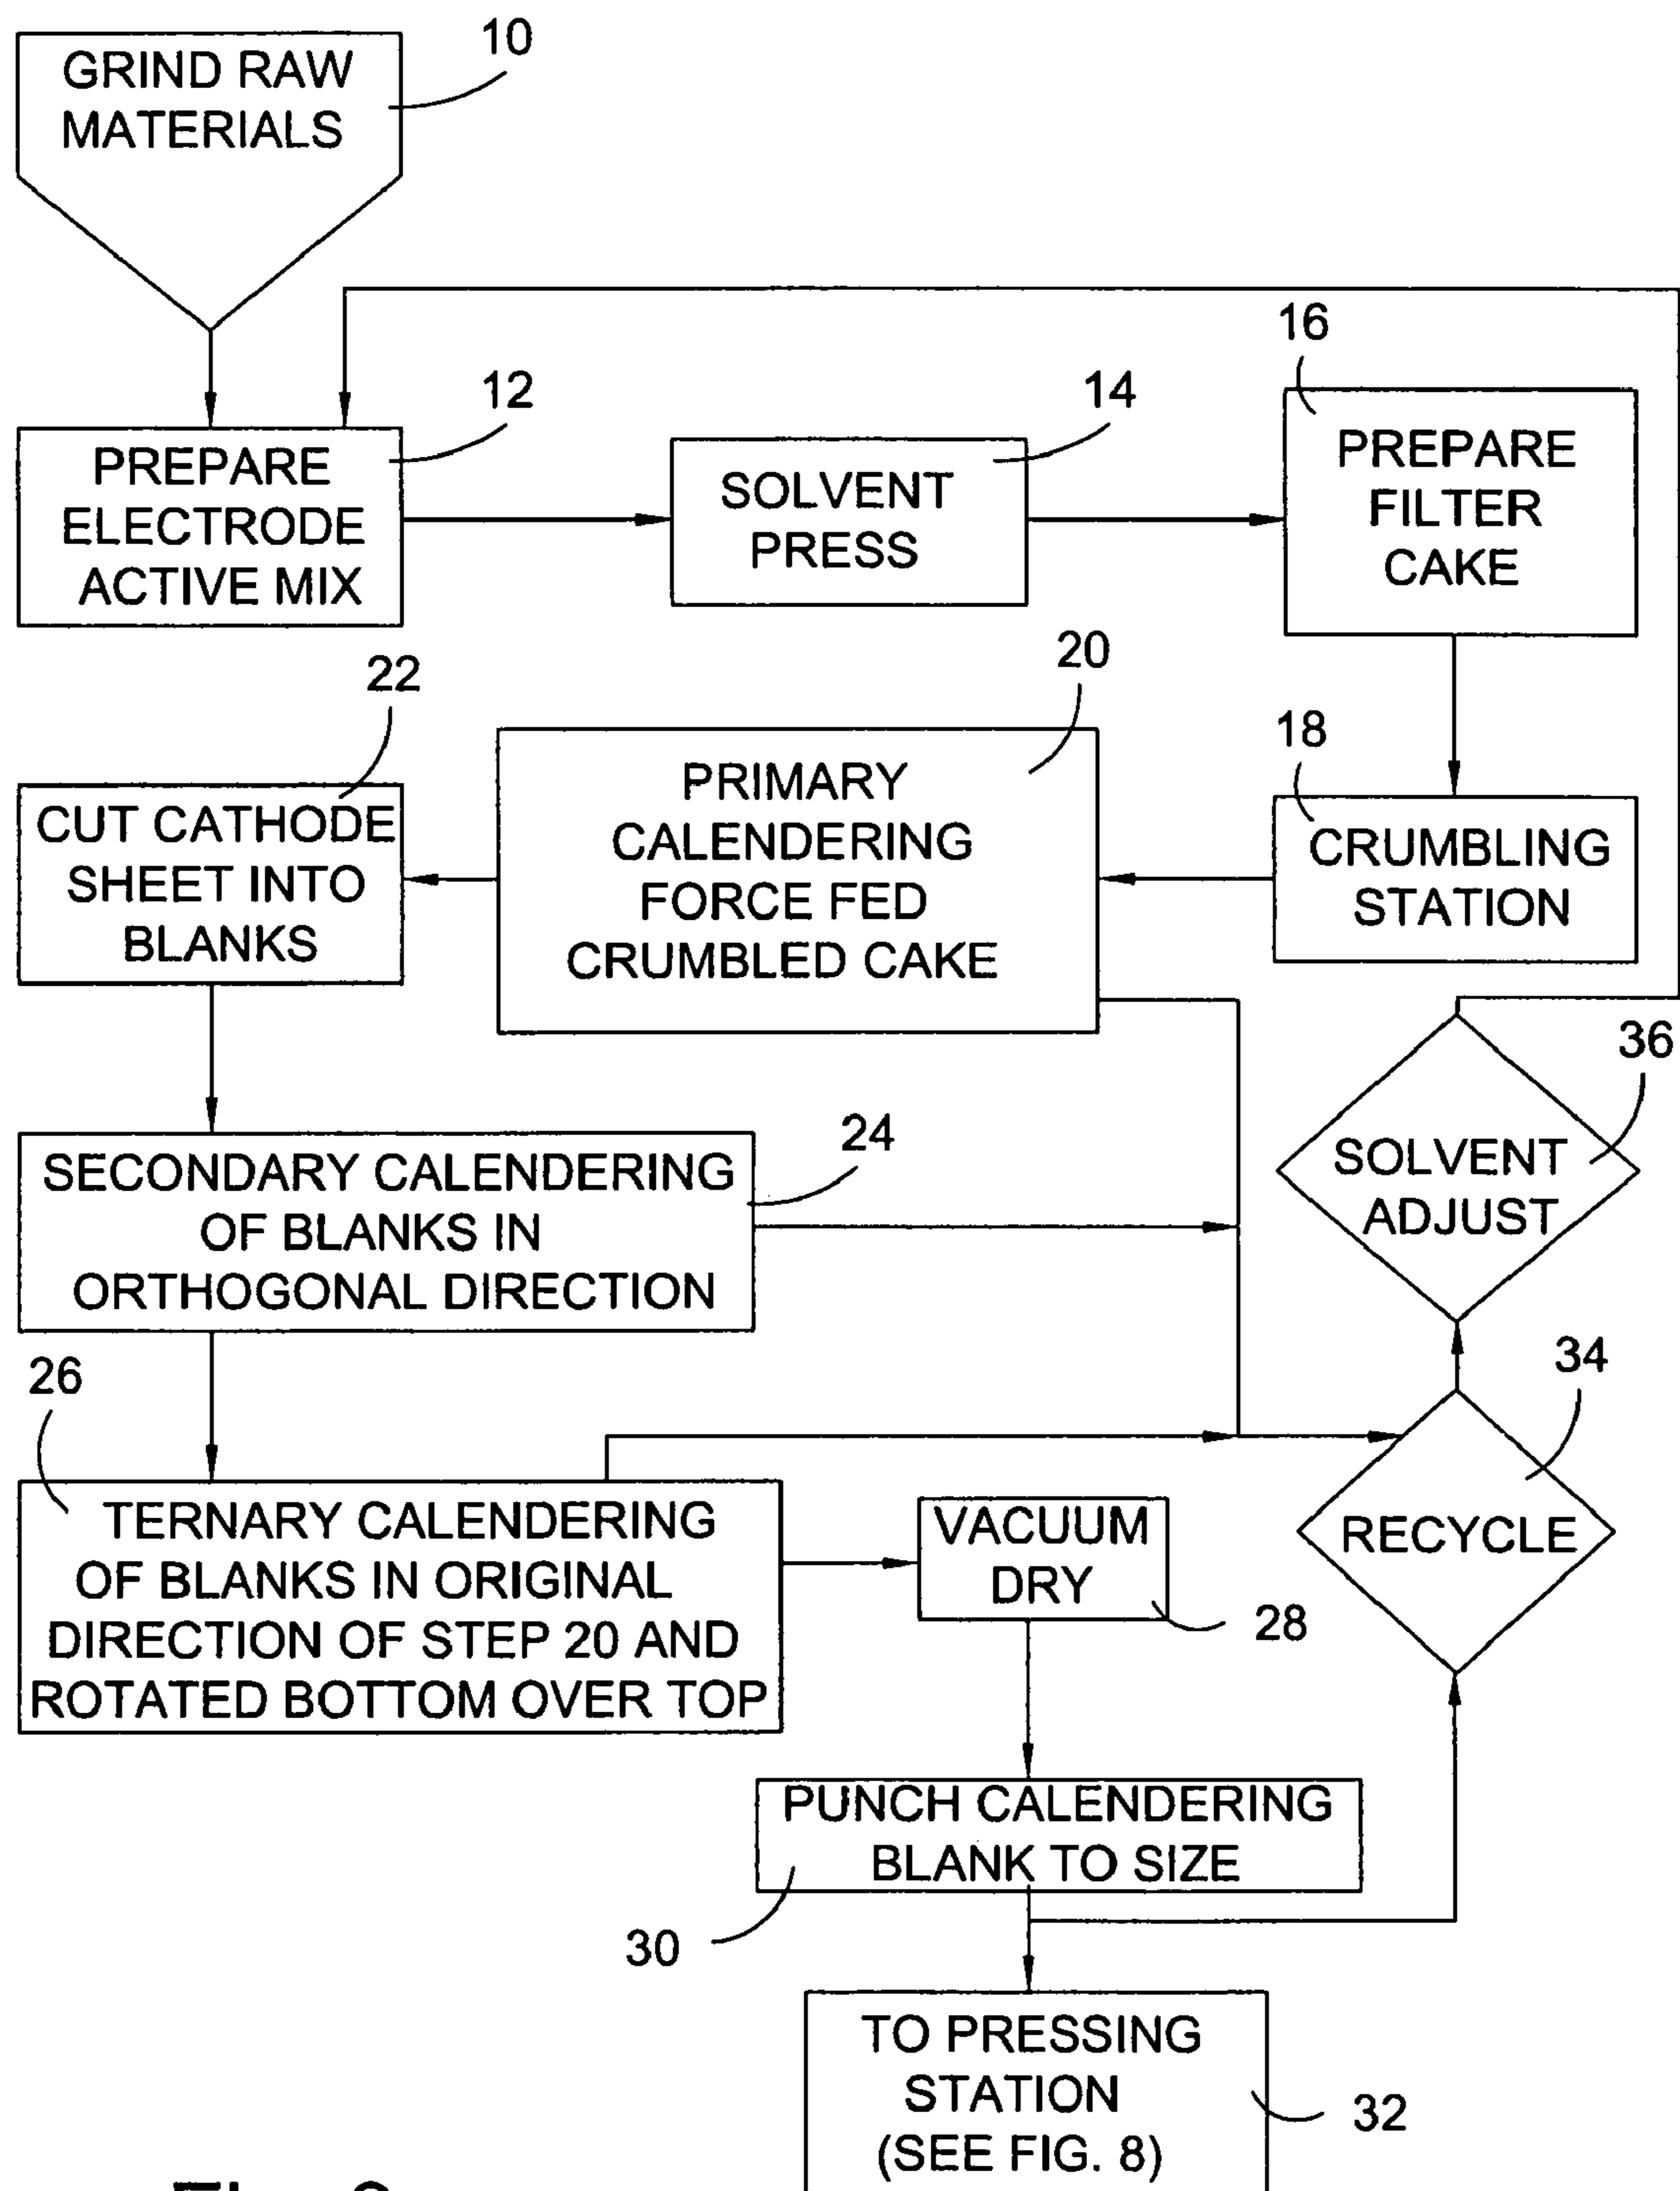 GRIND RAW
MATERIALS
10
12
PREPARE
ELECTRODE
ACTIVE MIX
14
SOLVENT
PRESS
16
PREPARE
FILTER
CAKE
18
CRUMBLING
STATION
20
PRIMARY
CALENDERING
FORCE FED
CRUMBLED CAKE
22
CUT CATHODE
SHEET INTO
BLANKS
24
SECONDARY CALENDERING
OF BLANKS IN
ORTHOGONAL DIRECTION
26
TERNARY CALENDERING
OF BLANKS IN ORIGINAL
DIRECTION OF STEP 20 AND
ROTATED BOTTOM OVER TOP
VACUUM
DRY
28
PUNCH CALENDERING
BLANK TO SIZE
30
TO PRESSING
STATION
(SEE FIG. 8)
32
34
RECYCLE
36
SOLVENT
ADJUST